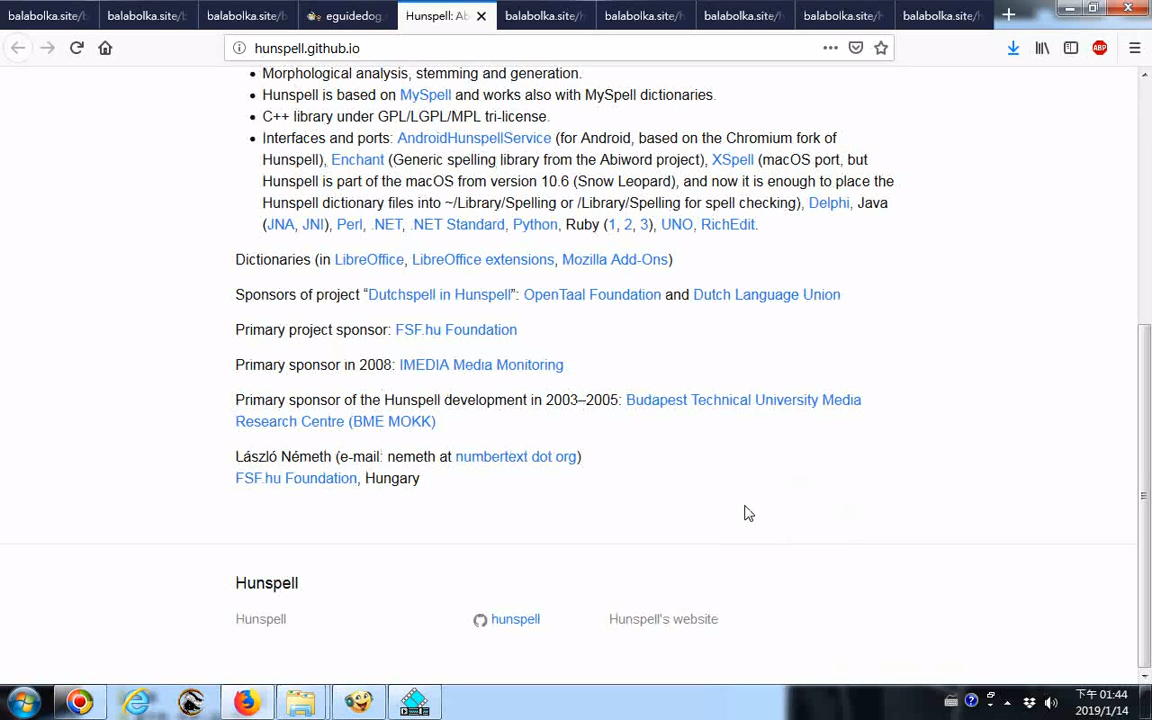 balabolka.site/b
balabolka.site/b
balabolka.site/b
eguidedog.
Hunspell: Ab
balabolka.site/h
balabolka.site/h
balabolka.site/h
balabolka.site/h
balabolka.site/h
hunspell.github.io
ABP
Morphological analysis, stemming and generation.
Hunspell is based on MySpell and works also with MySpell dictionaries.
C++ library under GPL/LGPL/MPL tri-license.
Interfaces and ports: AndroidHunspellService (for Android, based on the Chromium fork of
Hunspell), Enchant (Generic spelling library from the Abiword project), XSpell (macOS port, but
Hunspell is part of the macOS from version 10.6 (Snow Leopard), and now it is enough to place the
Hunspell dictionary files into ~/Library/Spelling or /Library/Spelling for spell checking), Delphi, Java
(JNA, JNI), Perl, .NET, .NET Standard, Python, Ruby (1, 2, 3), UNO, RichEdit.
Dictionaries (in LibreOffice, LibreOffice extensions, Mozilla Add-Ons)
Sponsors of project “Dutchspell in Hunspell”: OpenTaal Foundation and Dutch Language Union
Primary project sponsor: FSF.hu Foundation
Primary sponsor in 2008: IMEDIA Media Monitoring
Primary sponsor of the Hunspell development in 2003–2005: Budapest Technical University Media
Research Centre (BME MOKK)
László Németh (e-mail: nemeth at numbertext dot org)
FSF.hu Foundation, Hungary
Hunspell
Hunspell
hunspell
Hunspell's website
下午 01:44
2019/1/14